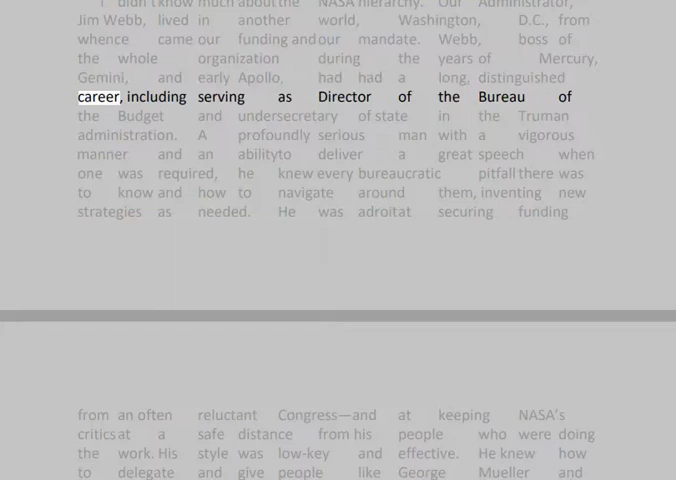 I didn't know much about the NASA hierarchy. Our Administrator,
Jim Webb, lived in another world, Washington, D.C., from
whence came our funding and our mandate. Webb, boss of
the whole organization during the years of Mercury,
Gemini, and early Apollo, had had a long, distinguished
career, including serving as Director of the Bureau of
the Budget and undersecretary of state in the Truman
administration. A profoundly serious man with a vigorous
manner and an abilityto deliver a great speech when
one was required, he knew every bureaucratic pitfall there was
to know and how to navigate around them, inventing new
strategies as needed. He was adroitat securing funding
from an often reluctant Congress—and at keeping NASA's
critics at a safe distance from his people who were doing
the work. His style was low-key and effective. He knew how
to delegate and give people like George Mueller and